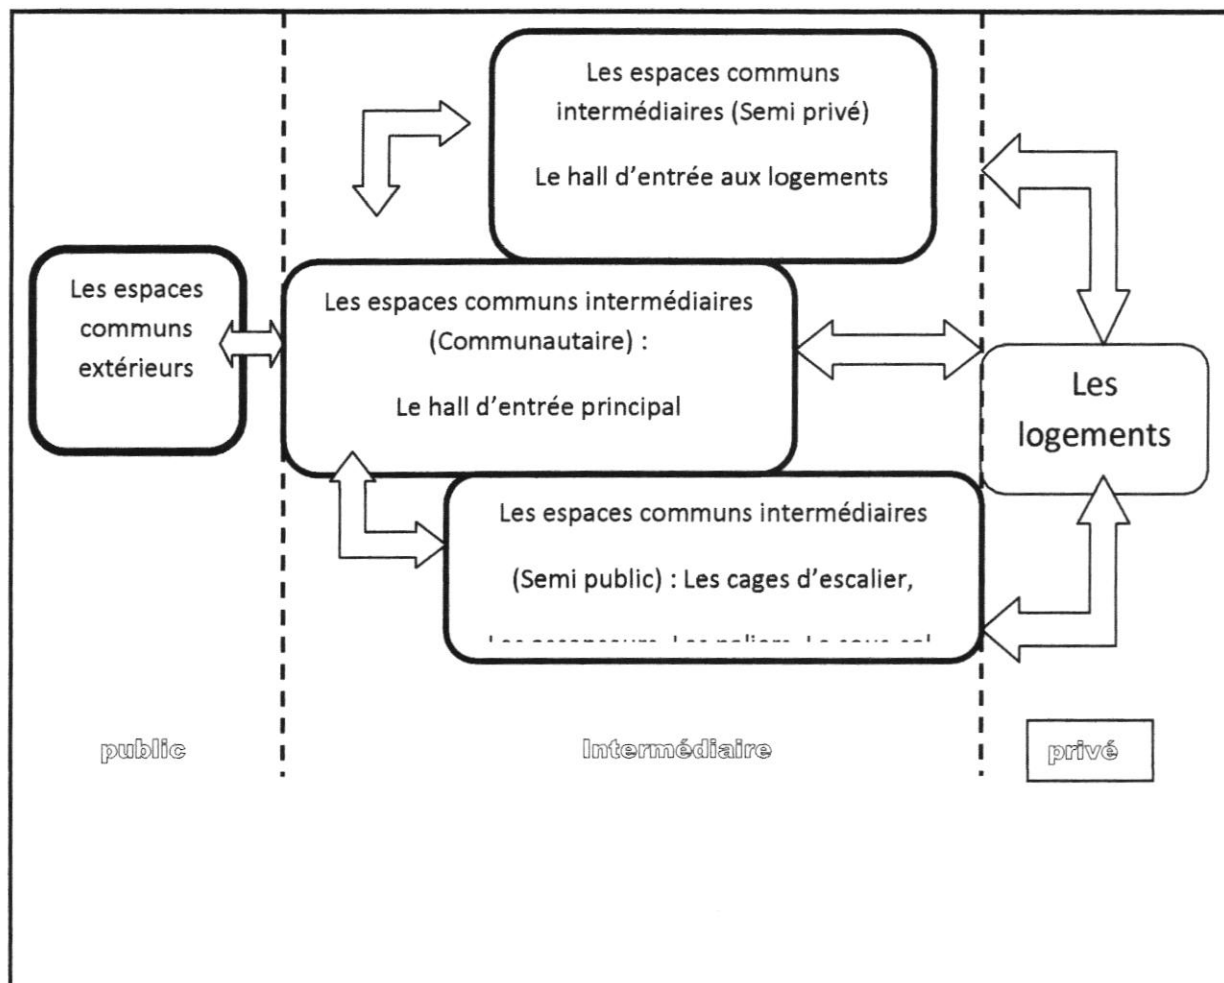 Les espaces communs
intermédiaires (Semi privé)
Le hall d'entrée aux logements
Les espaces
communs
extérieurs
Les espaces communs intermédiaires
(Communautaire) :
Le hall d'entrée principal
Les
logements
Les espaces communs intermédiaires
(Semi public) : Les cages d'escalier,
public
Intermédiaire
privé